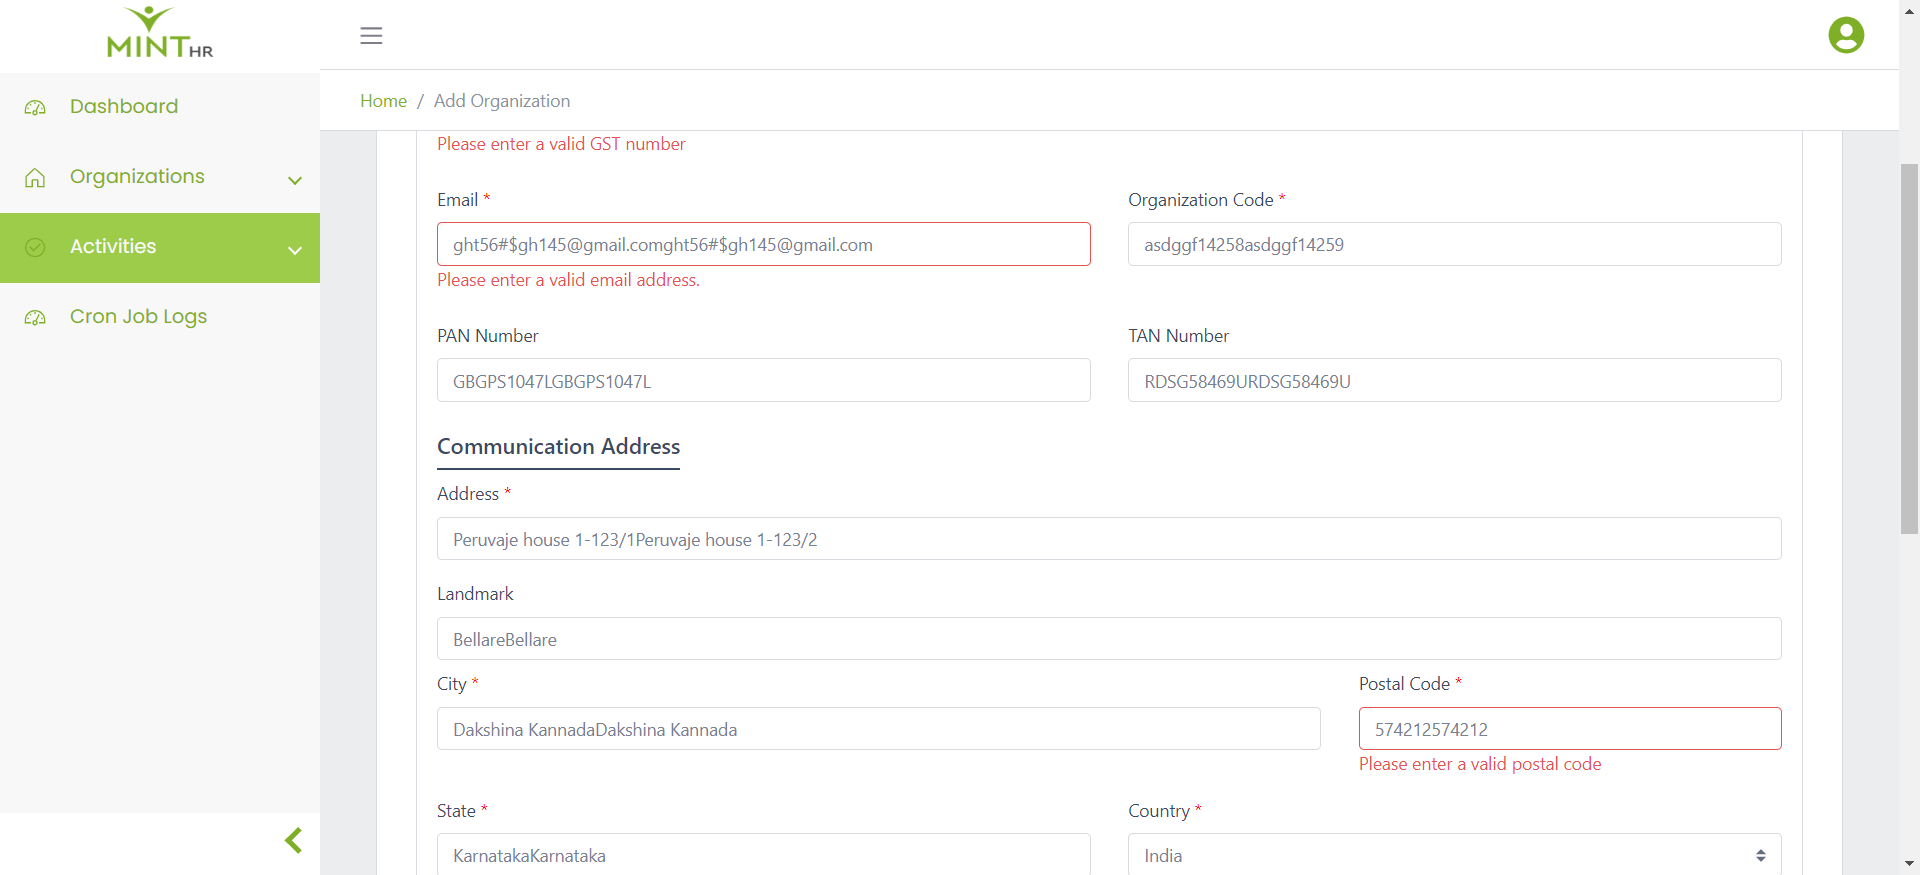 MINT HR
Home / Add Organization
Dashboard
Organizations
Activities
Cron Job Logs
Please enter a valid GST number
Email *
Organization Code *
ght56#$gh145@gmail.comght56#$gh145@gmail.com
asdggf14258asdggf14259
Please enter a valid email address.
PAN Number
TAN Number
GBGPS1047LGBGPS1047L
RDSG58469URDSG58469U
Communication Address
Address *
Peruvaje house 1-123/1Peruvaje house 1-123/2
Landmark
BellareBellare
City *
Postal Code *
Dakshina KannadaDakshina Kannada
574212574212
Please enter a valid postal code
State *
Country *
KarnatakaKarnataka
India